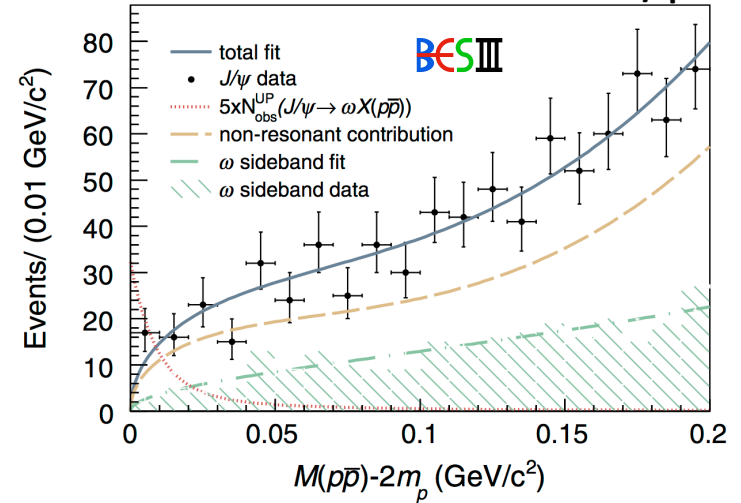 BESIII
total fit
J/ψ data
5xN^UP_obs(J/ψ→ ωX(pp̅))
non-resonant contribution
ω sideband fit
ω sideband data
Events/ (0.01 GeV/c²)
80
70
60
50
40
30
20
10
0
0 0.05 0.1 0.15 0.2
M(pp̅)-2m_p (GeV/c²)